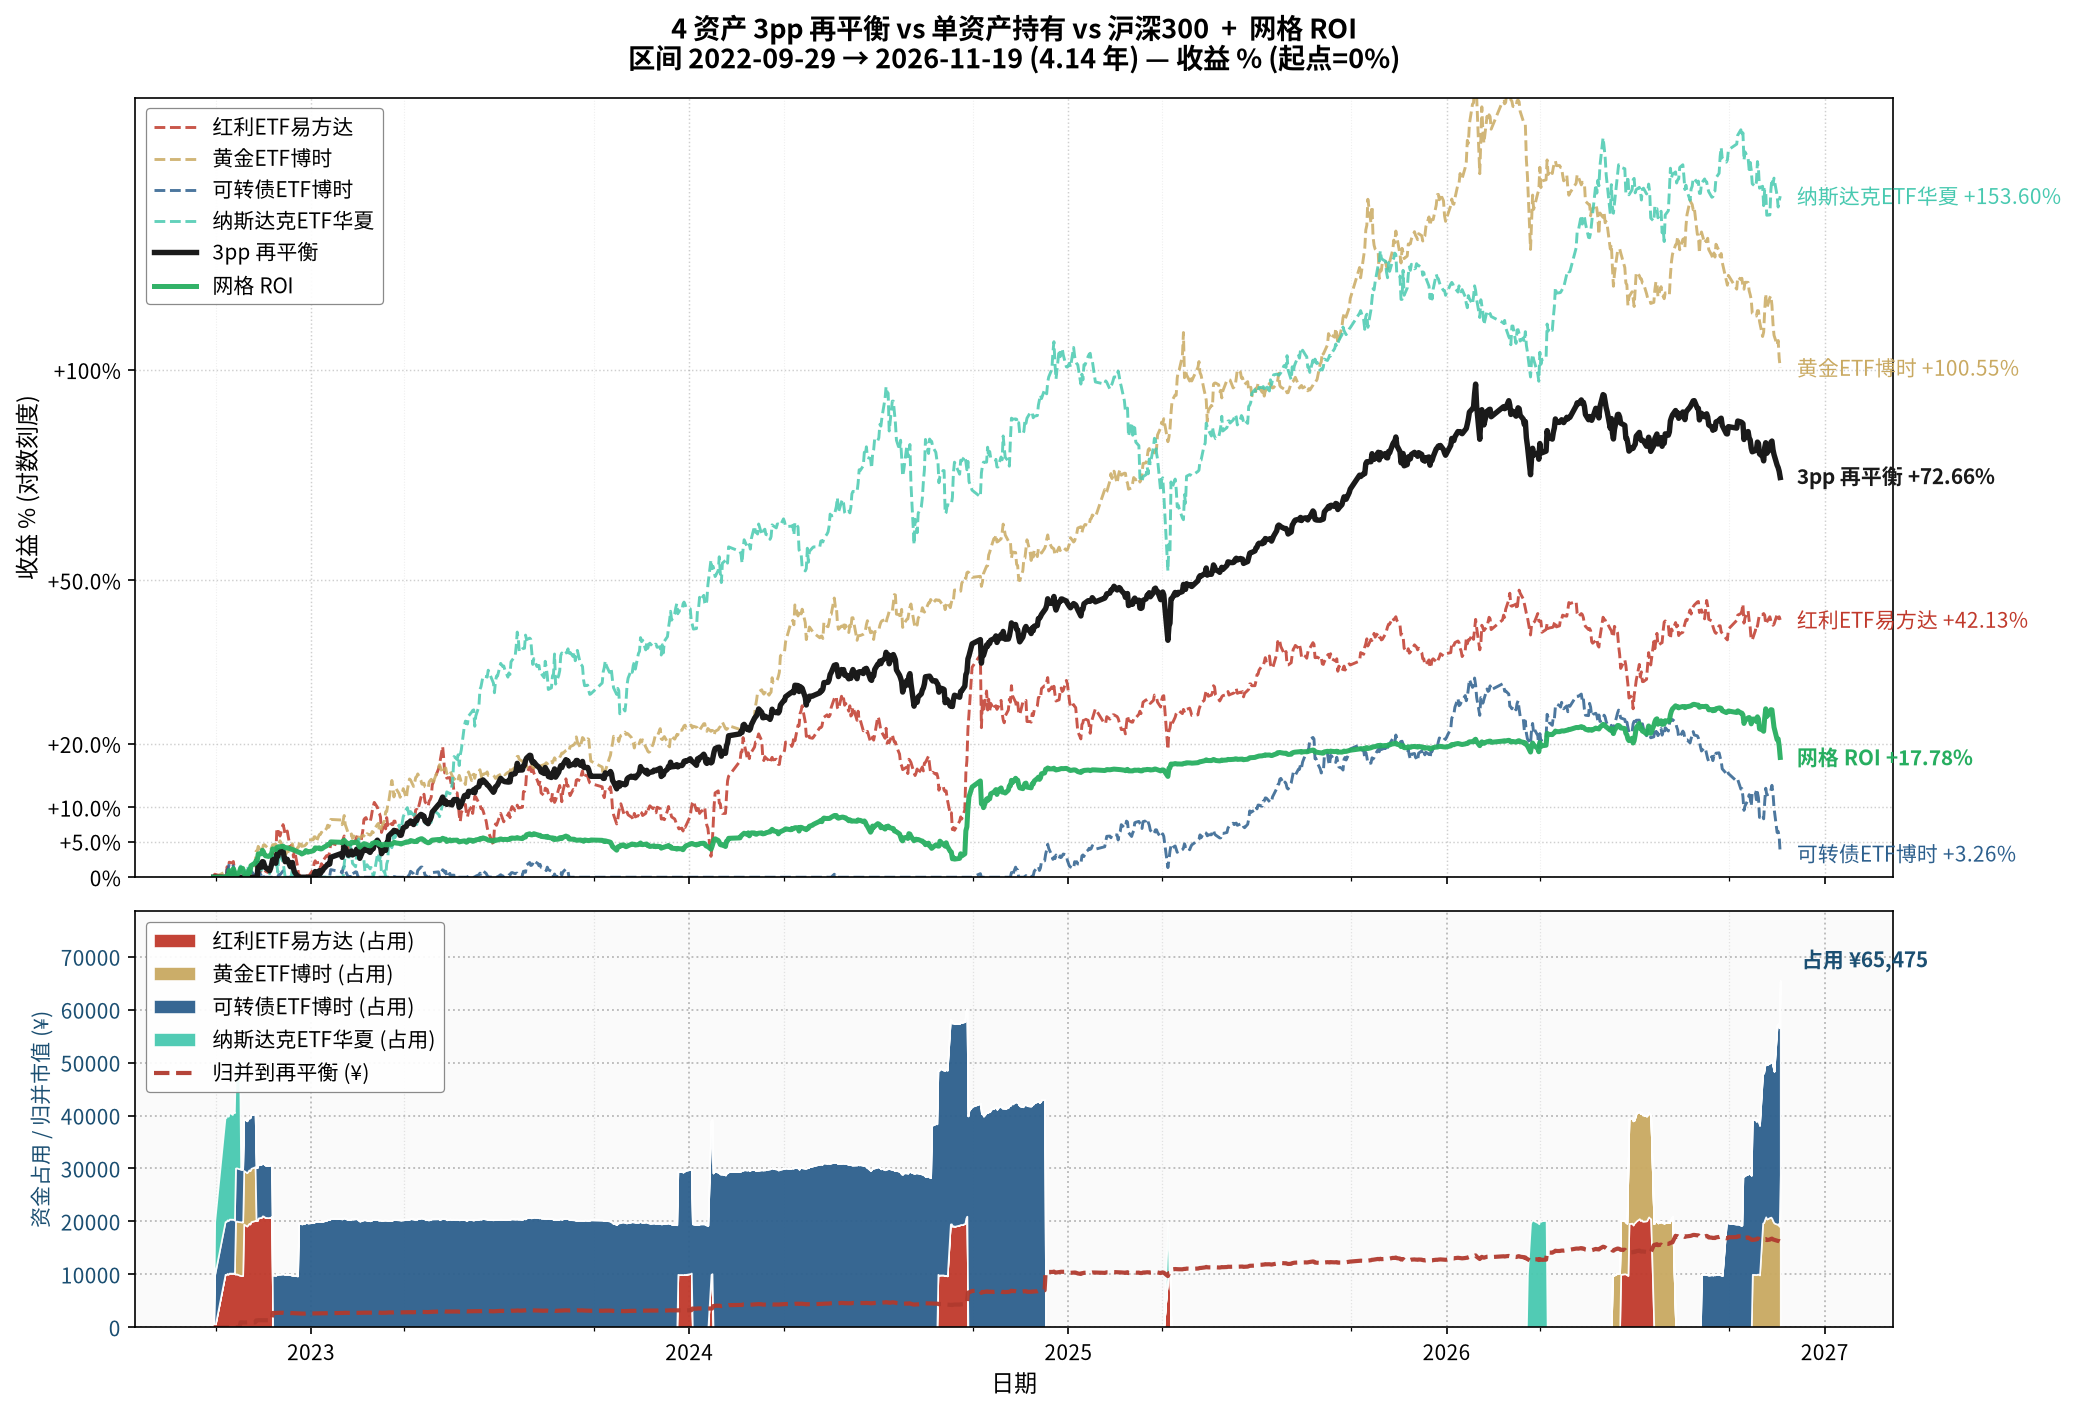 4 资产 3pp 再平衡 vs 单资产持有 vs 沪深300 + 网格 ROI
区间 2022-09-29 → 2026-11-19 (4.14 年) — 收益 % (起点=0%)
红利ETF易方达
黄金ETF博时
可转债ETF博时
纳斯达克ETF华夏
3pp 再平衡
网格 ROI
收益 % (对数刻度)
+100%
+50.0%
+20.0%
+10.0%
+5.0%
0%
纳斯达克ETF华夏 +153.60%
黄金ETF博时 +100.55%
3pp 再平衡 +72.66%
红利ETF易方达 +42.13%
网格 ROI +17.78%
可转债ETF博时 +3.26%
红利ETF易方达 (占用)
黄金ETF博时 (占用)
可转债ETF博时 (占用)
纳斯达克ETF华夏 (占用)
归并到再平衡 (¥)
占用 ¥65,475
资金占用 / 归并市值 (¥)
70000
60000
50000
40000
30000
20000
10000
0
2023
2024
2025
2026
2027
日期